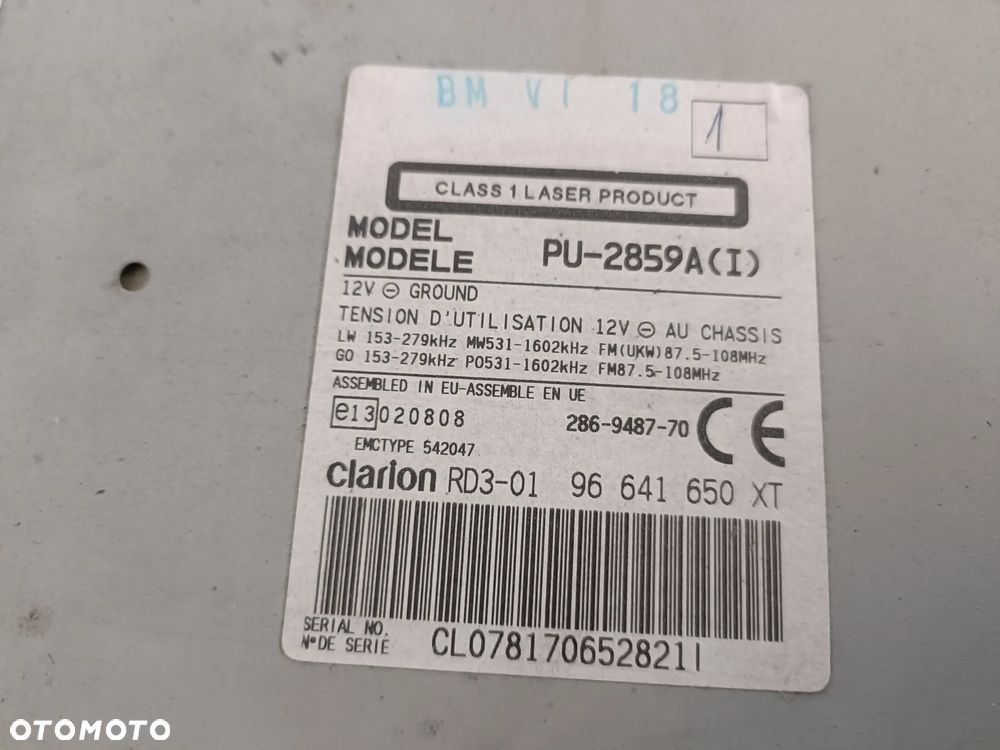 BM VI 18
1
CLASS 1 LASER PRODUCT
MODEL
MODELE
PU-2859A(I)
12V ⊖ GROUND
TENSION D'UTILISATION 12V ⊖ AU CHASSIS
LW 153-279kHz MW531-1602kHz FM(UKW)87.5-108MHz
GO 153-279kHz PO531-1602kHz FM87.5-108MHz
ASSEMBLED IN EU-ASSEMBLE EN UE
e13 020808
286-9487-70 CE
EMCTYPE 542047
clarion RD3-01 96 641 650 XT
SERIAL NO.
N°DE SERIE
CL078170652821I
OTOMOTO